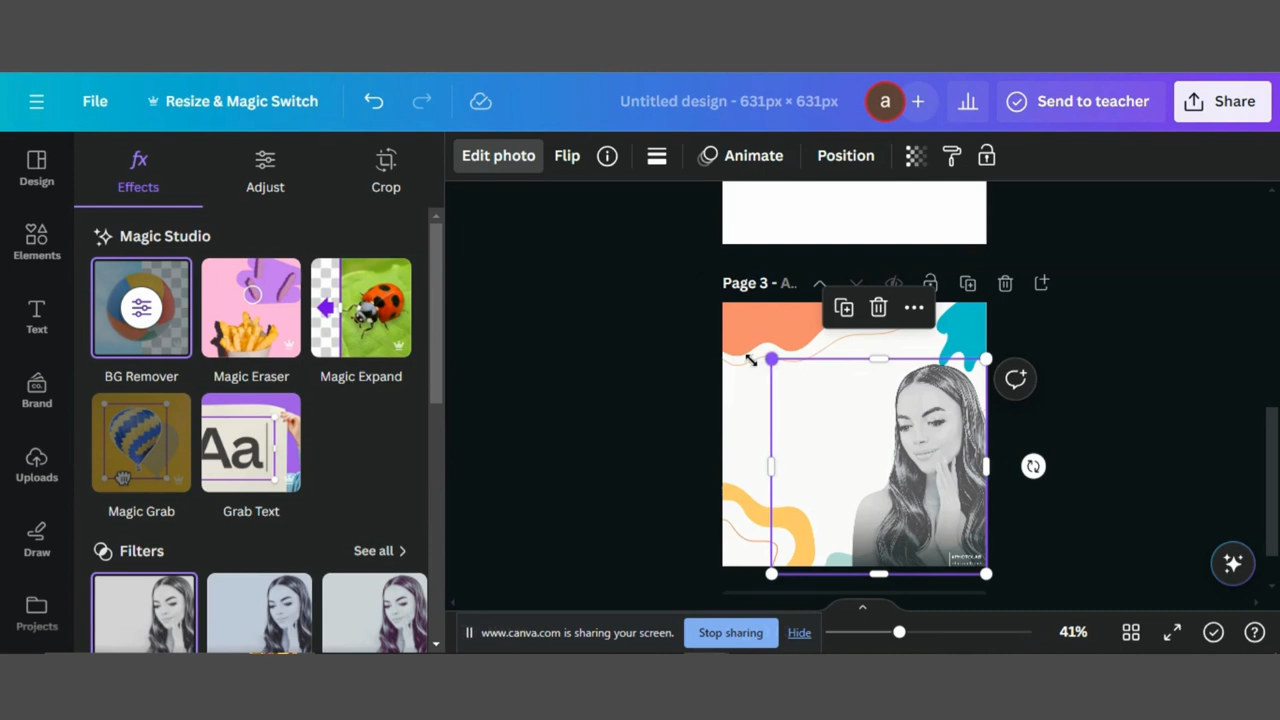 File
Resize & Magic Switch
Untitled design - 631px × 631px
a
Send to teacher
Share
Design
Elements
Text
Brand
Uploads
Draw
Projects
fx
Effects
Adjust
Crop
Edit photo
Flip
Animate
Position
Magic Studio
BG Remover
Magic Eraser
Magic Expand
Aa
Magic Grab
Grab Text
Filters
See all
Page 3 - A..
www.canva.com is sharing your screen.
Stop sharing
Hide
41%